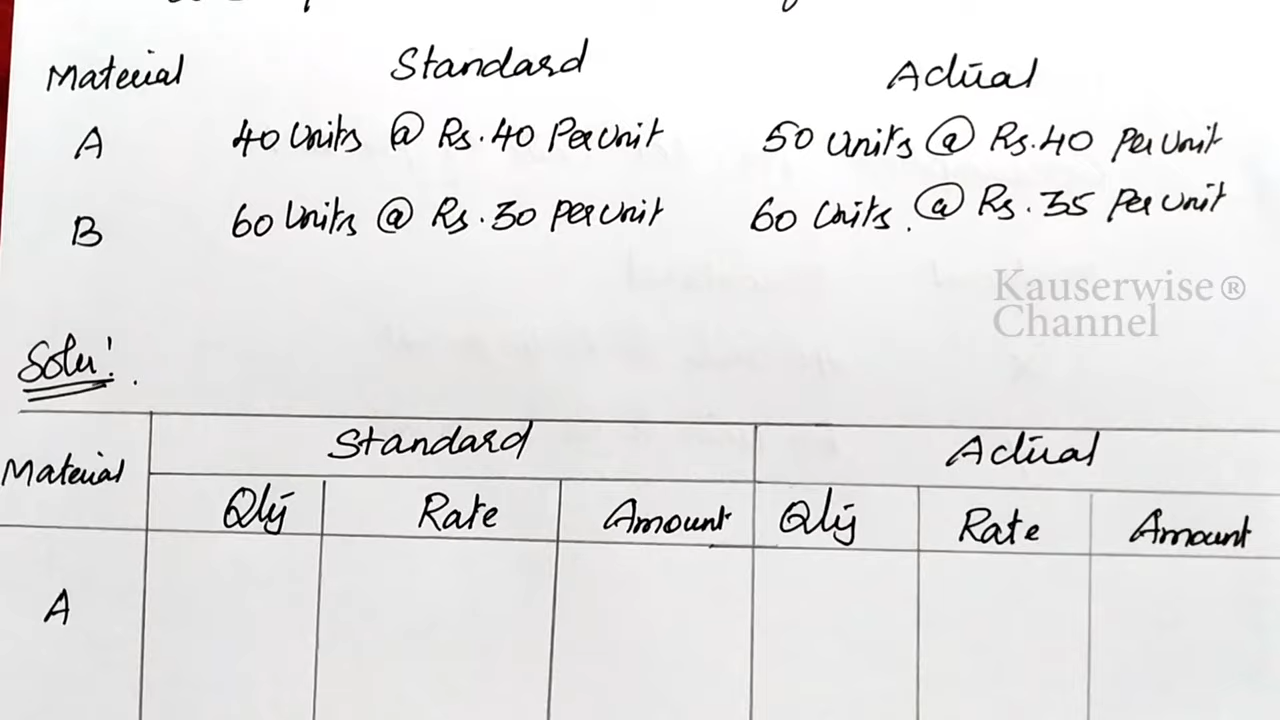 Material Standard Actual
A 40 Units @ Rs.40 Per Unit 50 Units @ Rs.40 Per Unit
B 60 Units @ Rs.30 Per Unit 60 Units. @ Rs.35 Per Unit
Kauserwise®
Channel
Solu:.
Material Standard Actual
Qty Rate Amount Qty Rate Amount
A